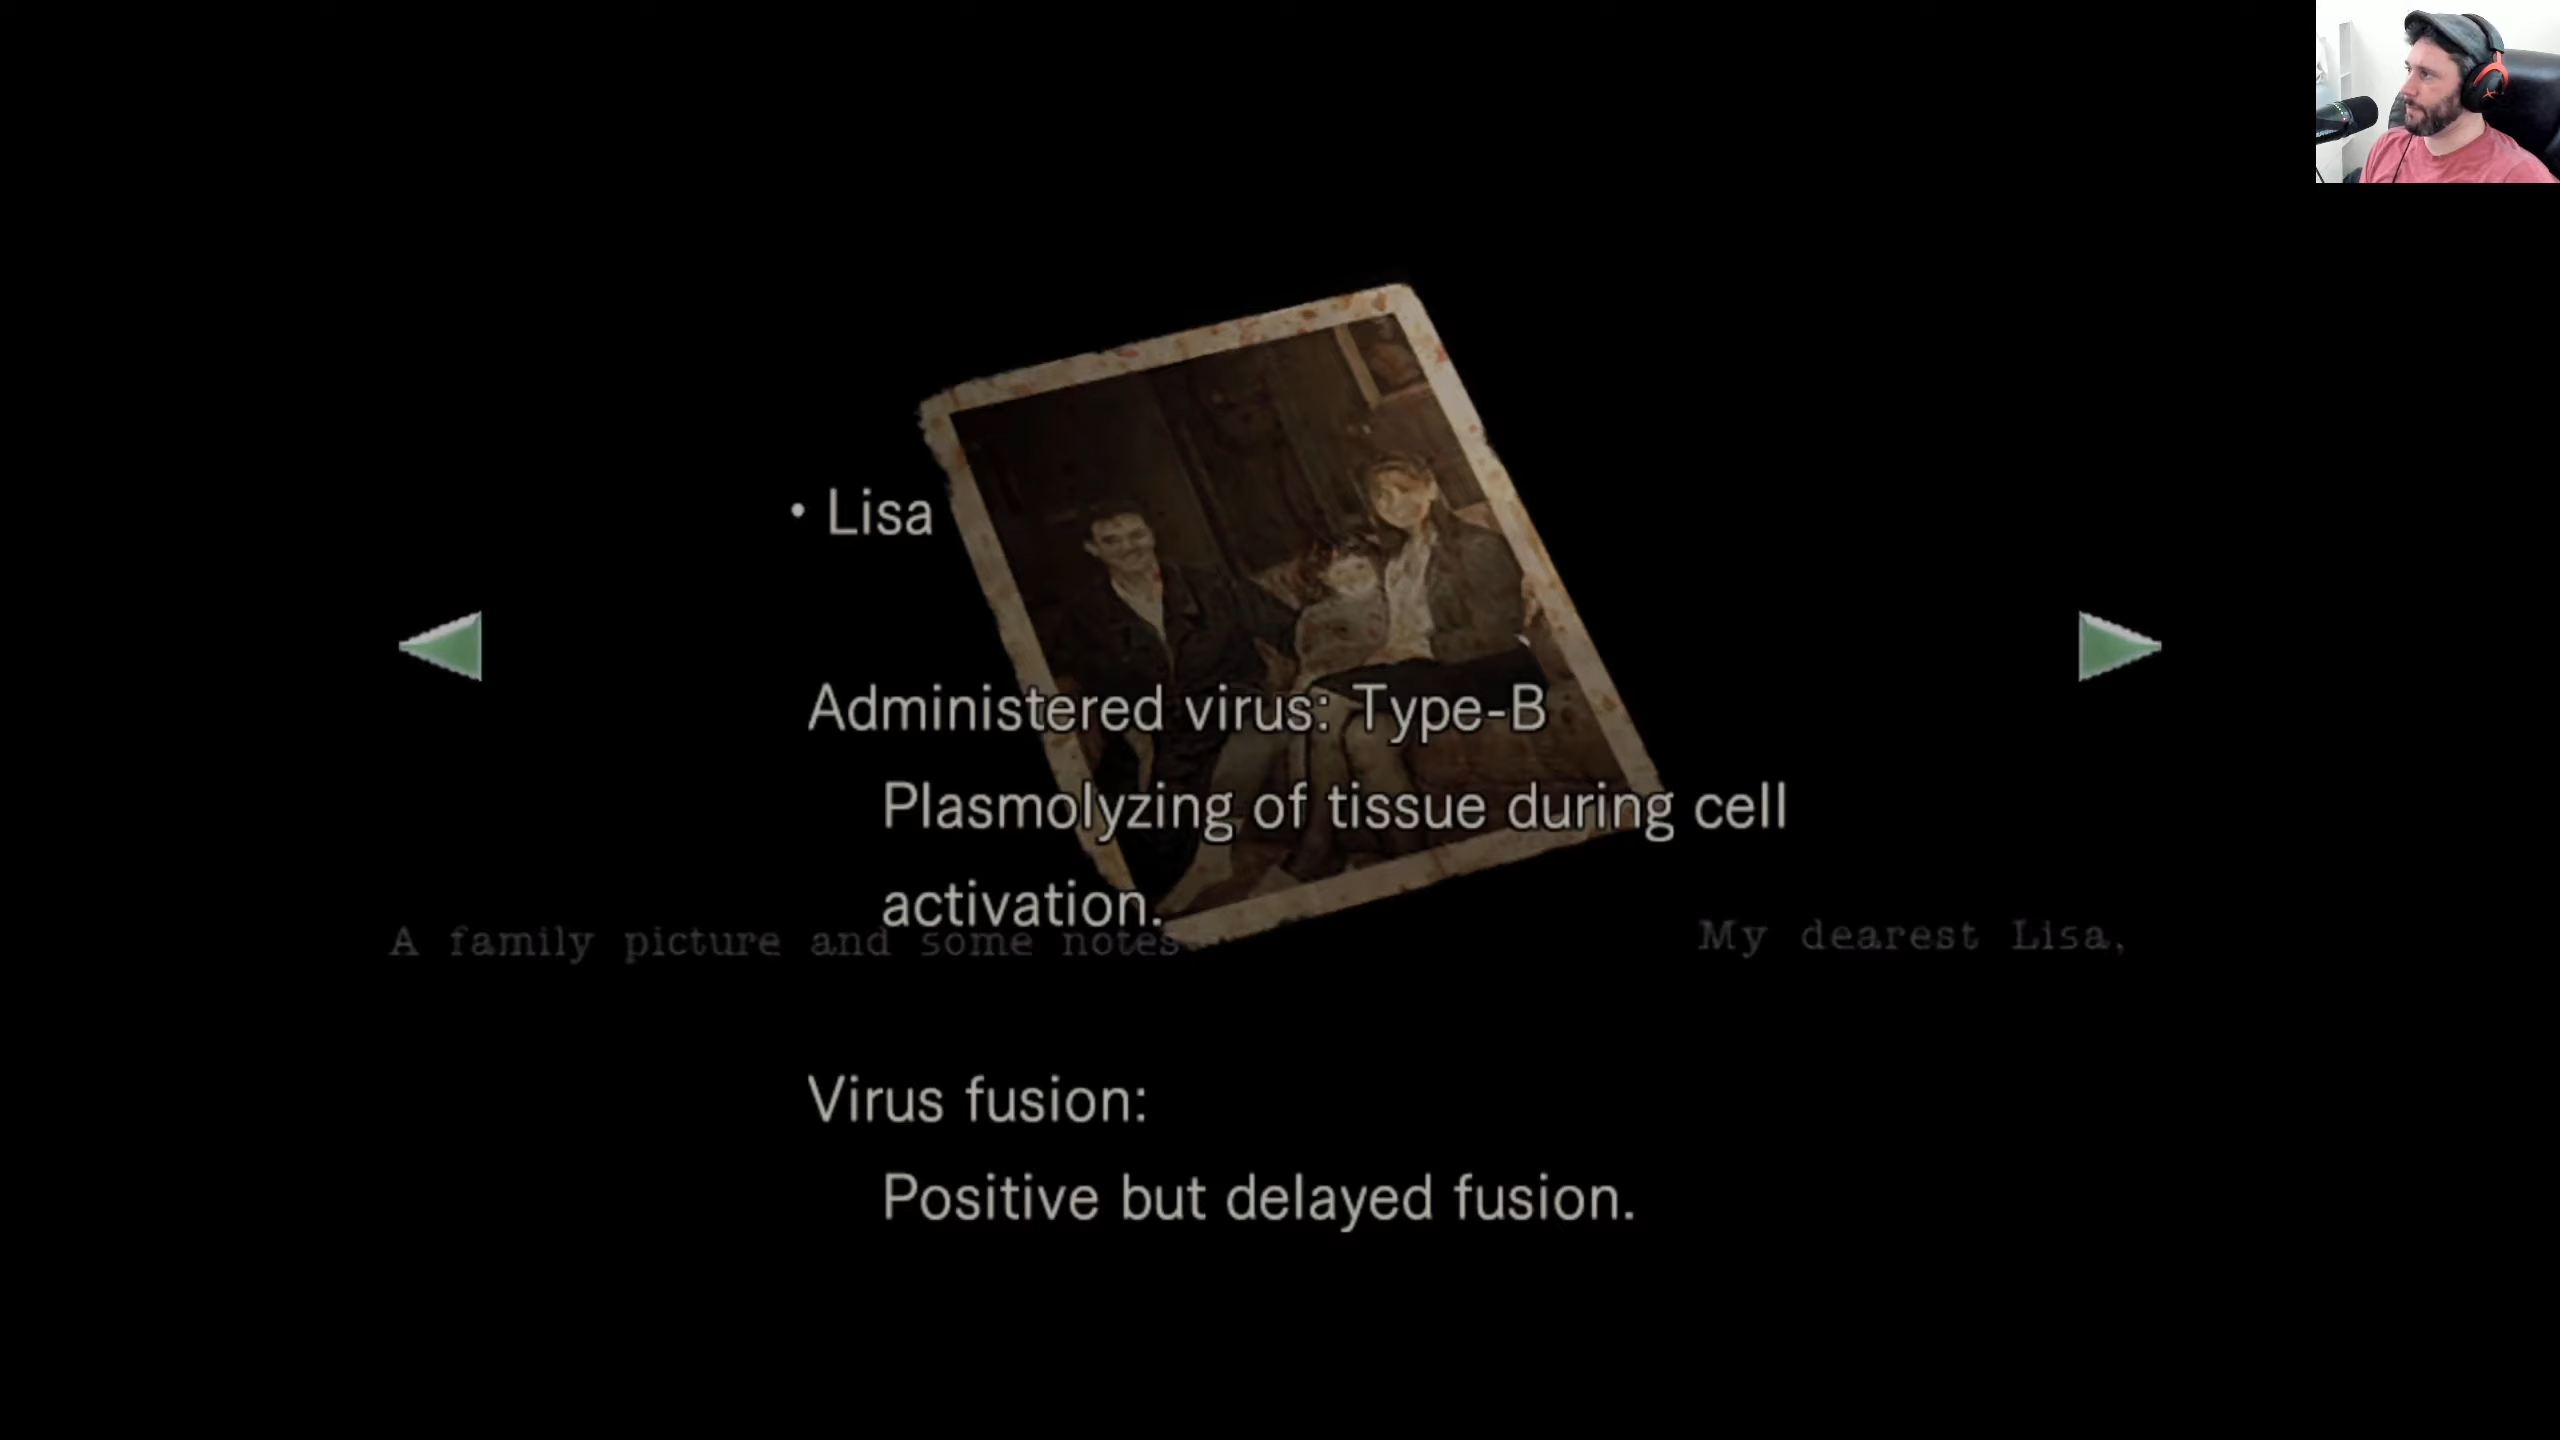 • Lisa
Administered virus: Type-B
Plasmolyzing of tissue during cell
activation.
A family picture and some notes
My dearest Lisa,
Virus fusion:
Positive but delayed fusion.